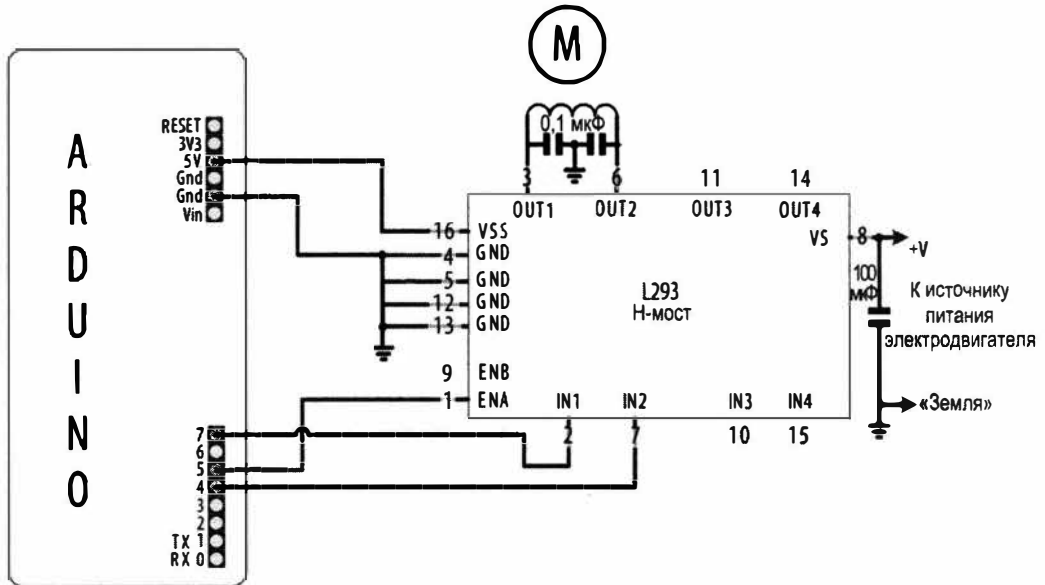 ARDUINO
RESET
3V3
5V
Gnd
Gnd
Vin
7
6
5
4
3
2
TX 1
RX 0
M
0,1 мкФ
3
6
11
14
OUT1
OUT2
OUT3
OUT4
16 VSS
4 GND
5 GND
12 GND
13 GND
9 ENB
1 ENA
VS 8
L293
Н-мост
IN1
IN2
IN3
IN4
2
7
10
15
+V
100
мкФ
К источнику
питания
электродвигателя
«Земля»